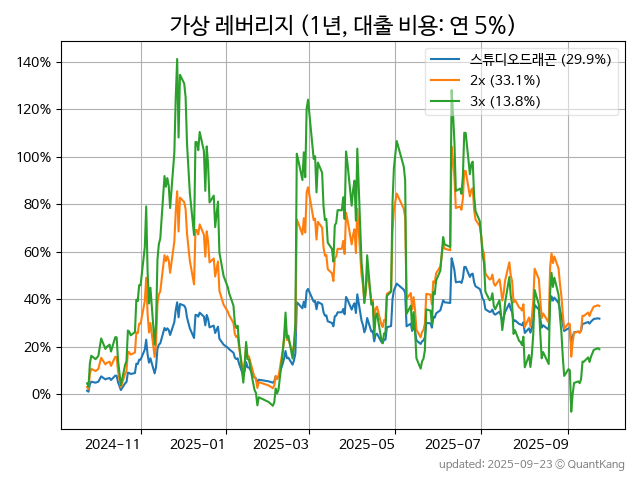 가상 레버리지 (1년, 대출 비용: 연 5%)
스튜디오드래곤 (29.9%)
2x (33.1%)
3x (13.8%)
140%
120%
100%
80%
60%
40%
20%
0%
2024-11
2025-01
2025-03
2025-05
2025-07
2025-09
updated: 2025-09-23 © QuantKang